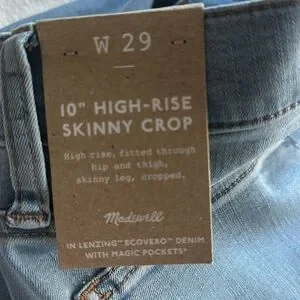 W 29
10" HIGH-RISE
SKINNY CROP
High rise, fitted through
hip and thigh,
skinny leg, cropped.
Madewell
IN LENZING™ ECOVERO™ DENIM
WITH MAGIC POCKETS®